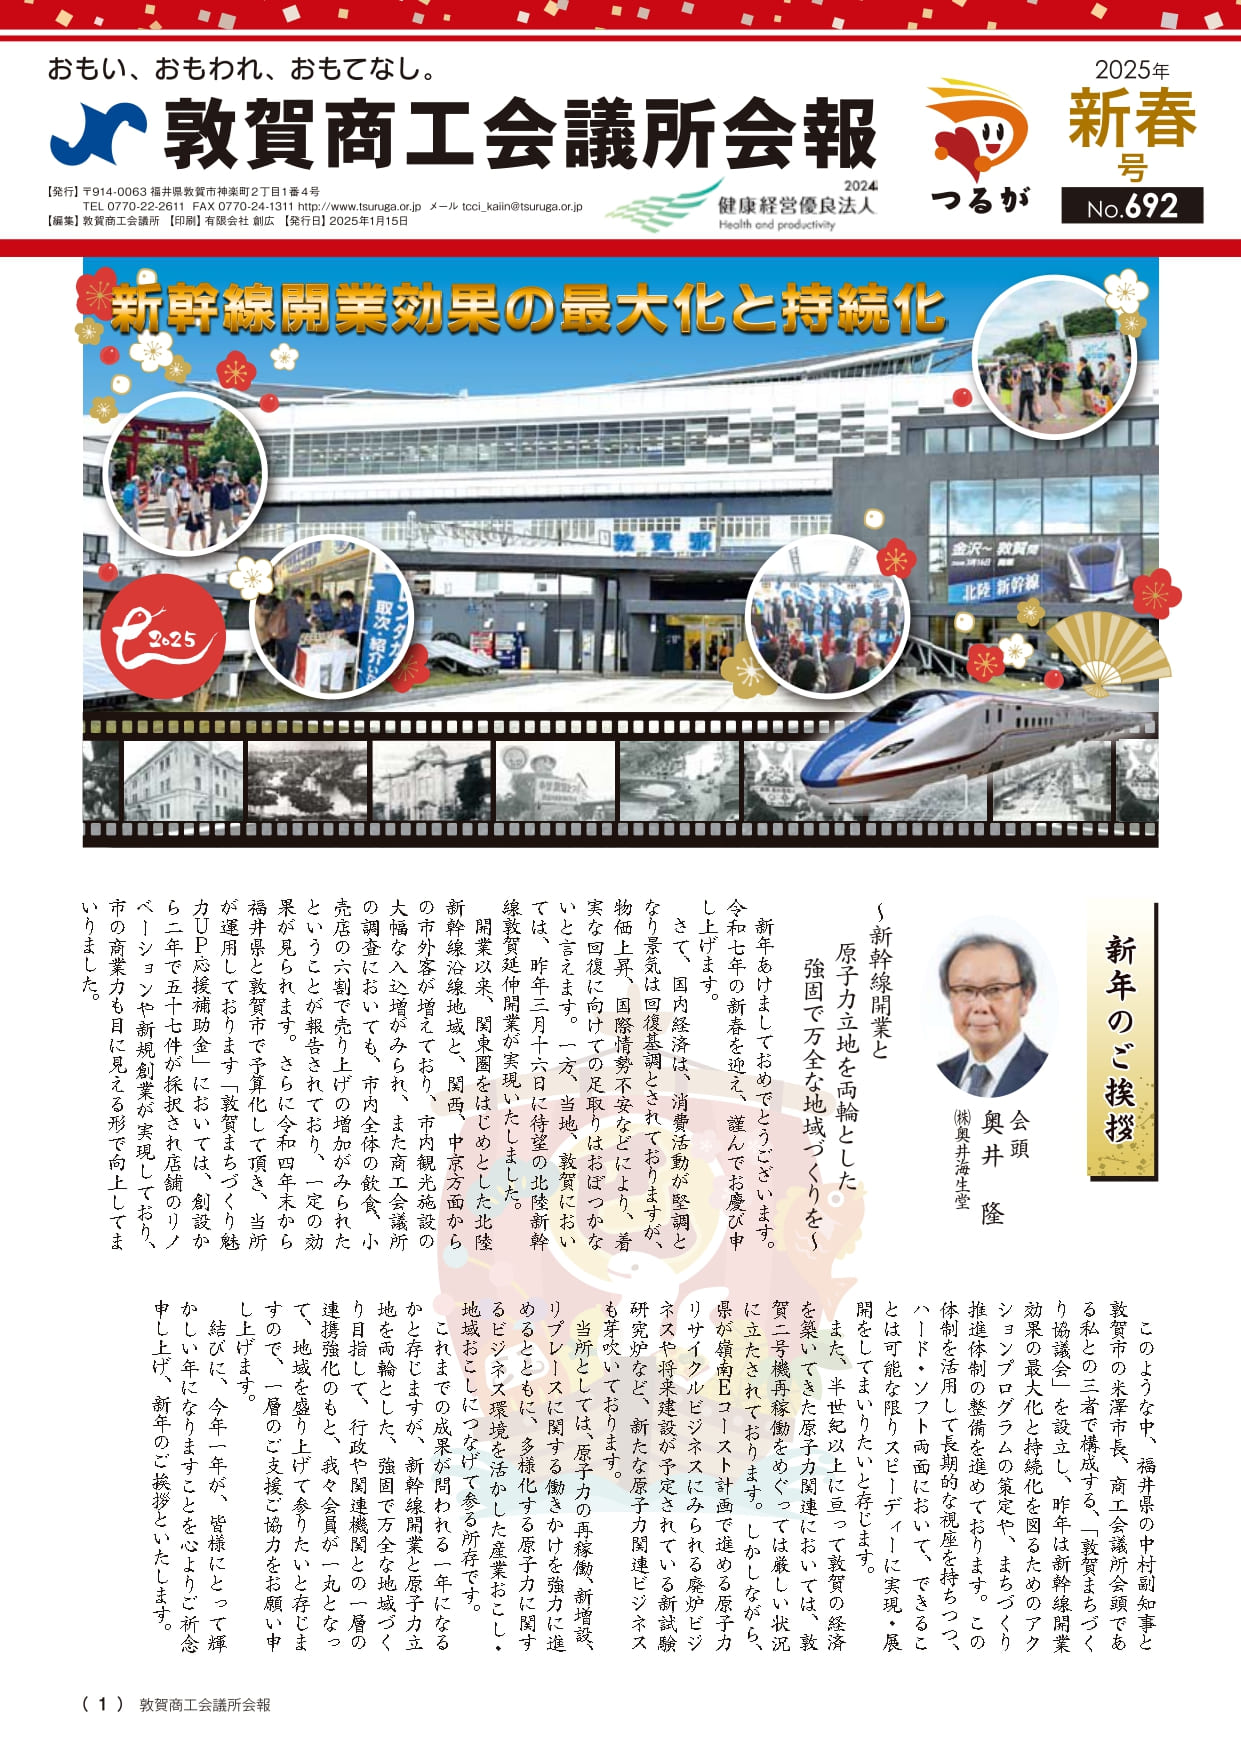 おもい、おもわれ、おもてなし。
敦賀商工会議所会報
【発行】〒914-0063 福井県敦賀市神楽町2丁目1番4号
TEL 0770-22-2611 FAX 0770-24-1311 http://www.tsuruga.or.jp メール tcci_kaiin@tsuruga.or.jp
【編集】敦賀商工会議所 【印刷】有限会社 創広 【発行日】2025年1月15日
2024
健康経営優良法人
Health and productivity
つるが
2025年
新春
号
No.692
新幹線開業効果の最大化と持続化
敦賀駅
金沢〜敦賀間
3月16日 開業
北陸新幹線
レンタカー
取次・紹介いた
2025
新年のご挨拶
会頭
奥井 隆
㈱奥井海生堂
〜新幹線開業と
原子力立地を両輪とした
強固で万全な地域づくりを〜
新年あけましておめでとうございます。
令和七年の新春を迎え、謹んでお慶び申
し上げます。
さて、国内経済は、消費活動が堅調と
なり景気は回復基調とされておりますが、
物価上昇、国際情勢不安などにより、着
実な回復に向けての足取りはおぼつかな
いと言えます。一方、当地、敦賀におい
ては、昨年三月十六日に待望の北陸新幹
線敦賀延伸開業が実現いたしました。
開業以来、関東圏をはじめとした北陸
新幹線沿線地域と、関西、中京方面から
の市外客が増えており、市内観光施設の
大幅な入込増がみられ、また商工会議所
の調査においても、市内全体の飲食、小
売店の六割で売り上げの増加がみられた
ということが報告されており、一定の効
果が見られます。さらに令和四年末から
福井県と敦賀市で予算化して頂き、当所
が運用しております「敦賀まちづくり魅
力UP応援補助金」においては、創設か
ら二年で五十七件が採択され店舗のリノ
ベーションや新規創業が実現しており、
市の商業力も目に見える形で向上してま
いりました。
このような中、福井県の中村副知事と
敦賀市の米澤市長、商工会議所会頭であ
る私との三者で構成する、「敦賀まちづく
り協議会」を設立し、昨年は新幹線開業
効果の最大化と持続化を図るためのアク
ションプログラムの策定や、まちづくり
推進体制の整備を進めております。この
体制を活用して長期的な視座を持ちつつ、
ハード・ソフト両面において、できるこ
とは可能な限りスピーディーに実現・展
開をしてまいりたいと存じます。
また、半世紀以上に亘って敦賀の経済
を築いてきた原子力関連においては、敦
賀二号機再稼働をめぐっては厳しい状況
に立たされております。しかしながら、
県が嶺南Eコースト計画で進める原子力
リサイクルビジネスにみられる廃炉ビジ
ネスや将来建設が予定されている新試験
研究炉など、新たな原子力関連ビジネス
も芽吹いております。
当所としては、原子力の再稼働、新増設、
リプレースに関する働きかけを強力に進
めるとともに、多様化する原子力に関す
るビジネス環境を活かした産業おこし・
地域おこしにつなげて参る所存です。
これまでの成果が問われる一年になる
かと存じますが、新幹線開業と原子力立
地を両輪とした、強固で万全な地域づく
り目指して、行政や関連機関との一層の
連携強化のもと、我々会員が一丸となっ
て、地域を盛り上げて参りたいと存じま
すので、一層のご支援ご協力をお願い申
し上げます。
結びに、今年一年が、皆様にとって輝
かしい年になりますことを心よりご祈念
申し上げ、新年のご挨拶といたします。
( 1 ) 敦賀商工会議所会報